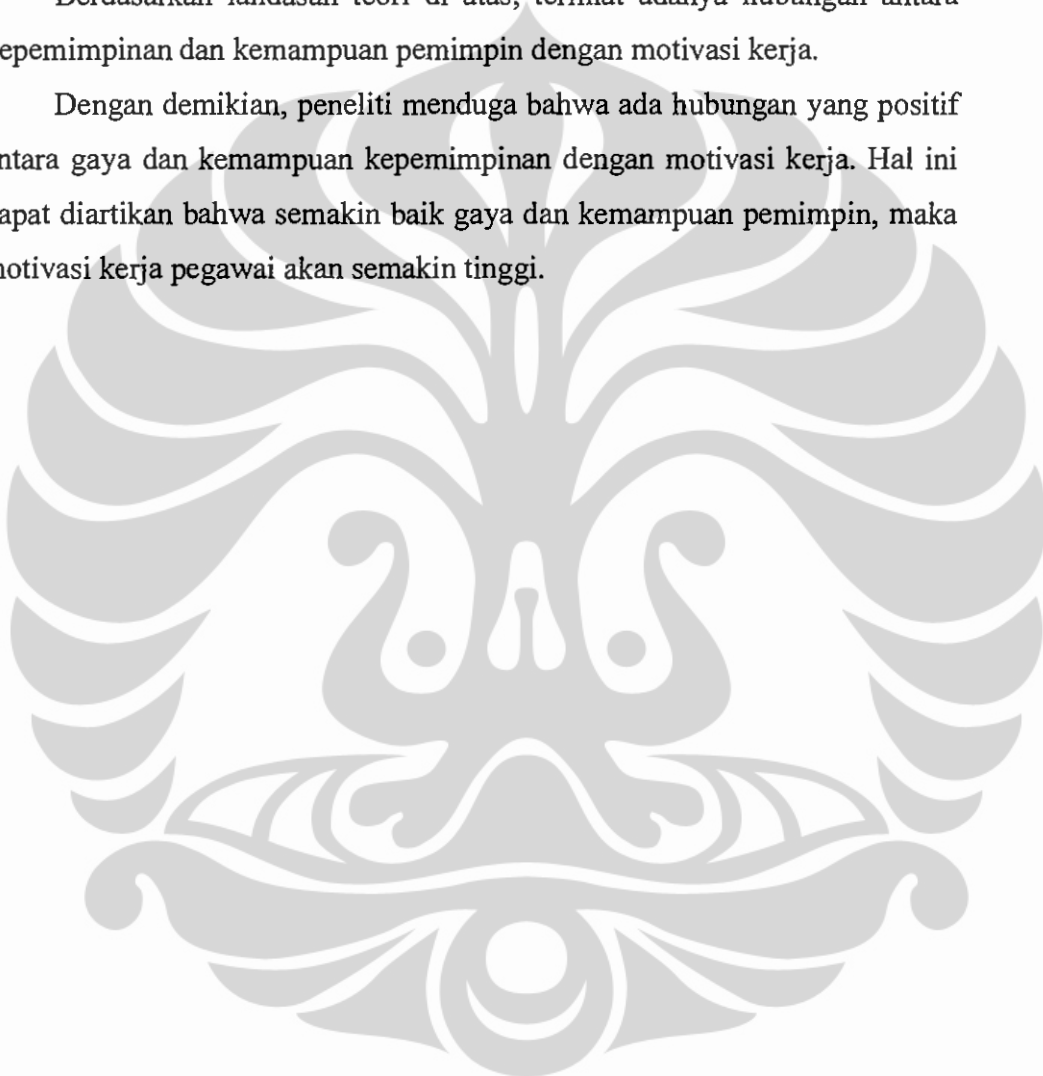 Berdasarkan landasan teori di atas, terlihat adanya hubungan antara
epemimpinan dan kemampuan pemimpin dengan motivasi kerja.
Dengan demikian, peneliti menduga bahwa ada hubungan yang positif
ntara gaya dan kemampuan kepemimpinan dengan motivasi kerja. Hal ini
apat diartikan bahwa semakin baik gaya dan kemampuan pemimpin, maka
otivasi kerja pegawai akan semakin tinggi.